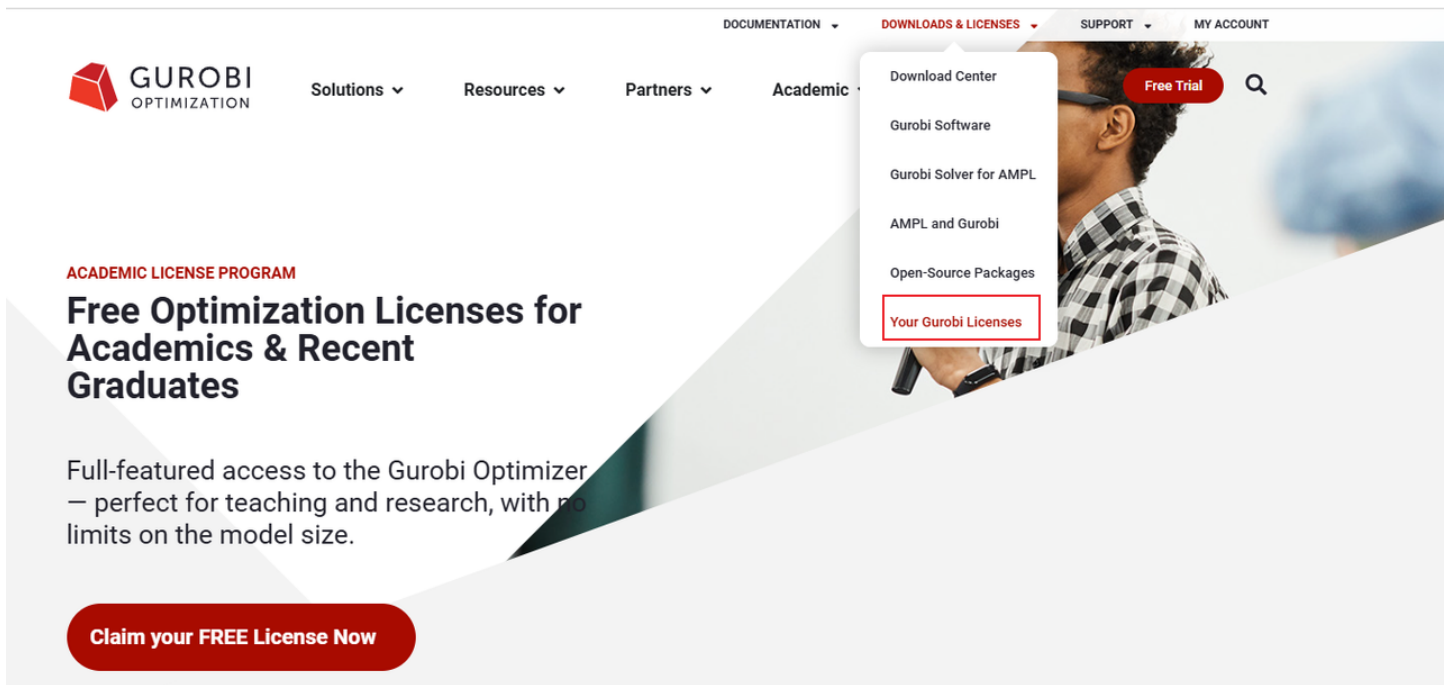 DOCUMENTATION
DOWNLOADS & LICENSES
SUPPORT
MY ACCOUNT
GUROBI
OPTIMIZATION
Solutions
Resources
Partners
Academic
Free Trial
Download Center
Gurobi Software
Gurobi Solver for AMPL
AMPL and Gurobi
Open-Source Packages
Your Gurobi Licenses
ACADEMIC LICENSE PROGRAM
Free Optimization Licenses for
Academics & Recent
Graduates
Full-featured access to the Gurobi Optimizer
— perfect for teaching and research, with no
limits on the model size.
Claim your FREE License Now